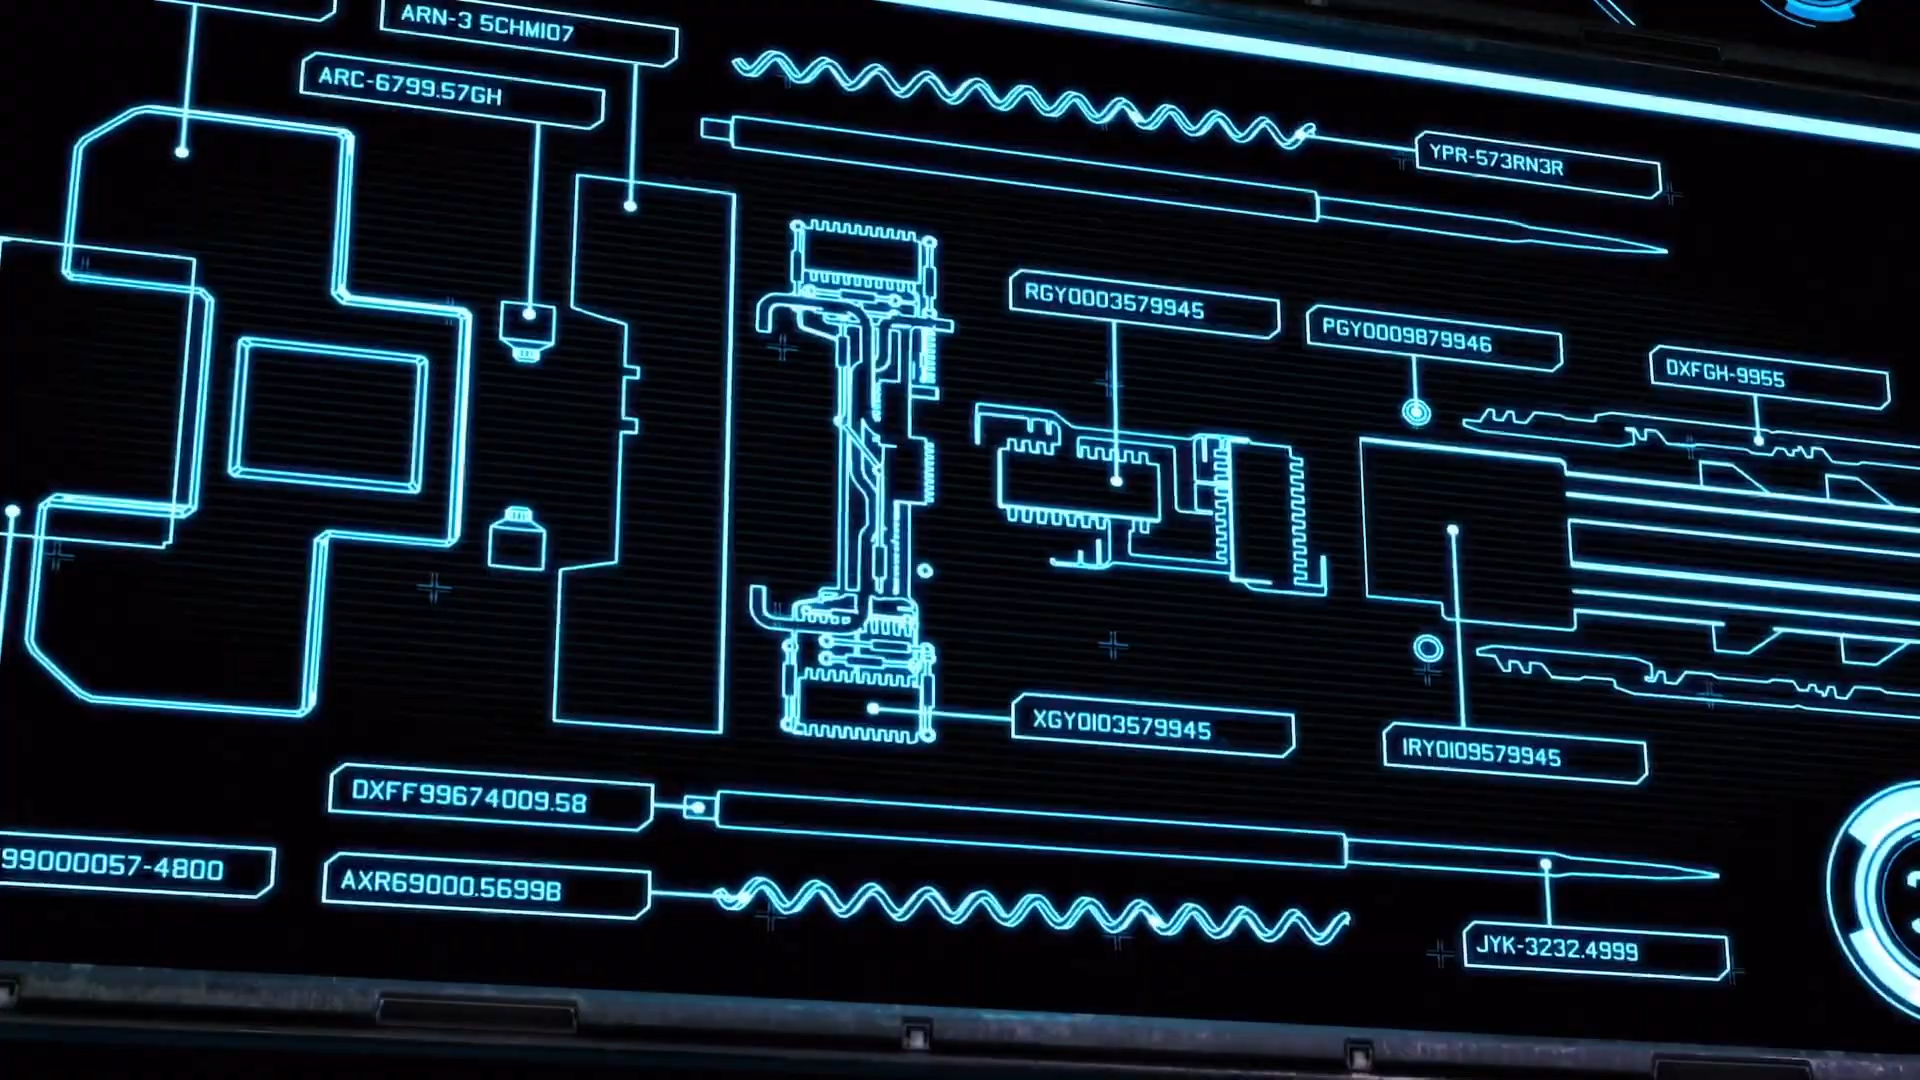 ARN-3 5CHMI07
ARC-6799.57GH
YPR-573RN3R
RGY0003579945
PGY0009879946
DXFGH-9955
XGY0103579945
IRY0109579945
DXFF99674009.58
99000057-4800
AXR69000.5699B
JYK-3232.4999